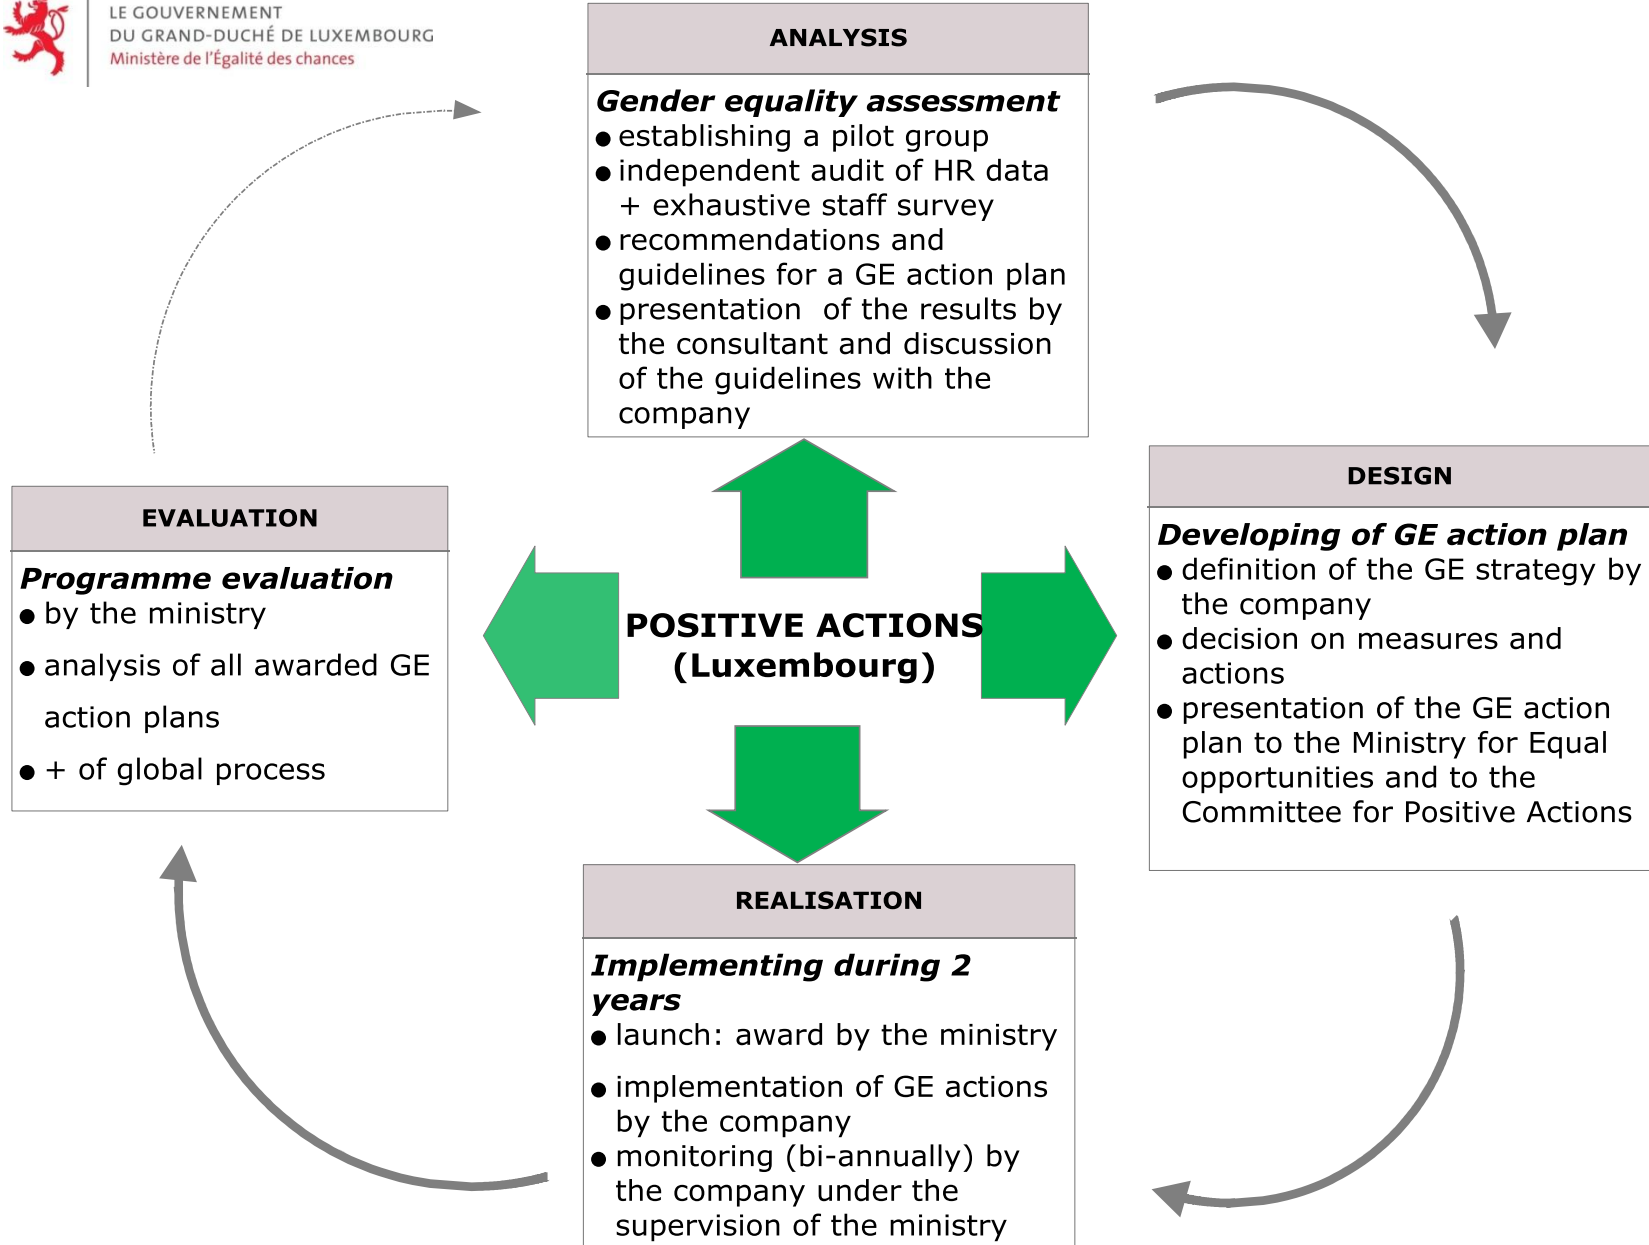 LE GOUVERNEMENT
DU GRAND-DUCHÉ DE LUXEMBOURG
Ministère de l'Égalité des chances
ANALYSIS
Gender equality assessment
● establishing a pilot group
● independent audit of HR data
+ exhaustive staff survey
● recommendations and
guidelines for a GE action plan
● presentation of the results by
the consultant and discussion
of the guidelines with the
company
DESIGN
Developing of GE action plan
● definition of the GE strategy by
the company
● decision on measures and
actions
● presentation of the GE action
plan to the Ministry for Equal
opportunities and to the
Committee for Positive Actions
EVALUATION
Programme evaluation
● by the ministry
● analysis of all awarded GE
action plans
● + of global process
POSITIVE ACTIONS
(Luxembourg)
REALISATION
Implementing during 2
years
● launch: award by the ministry
● implementation of GE actions
by the company
● monitoring (bi-annually) by
the company under the
supervision of the ministry